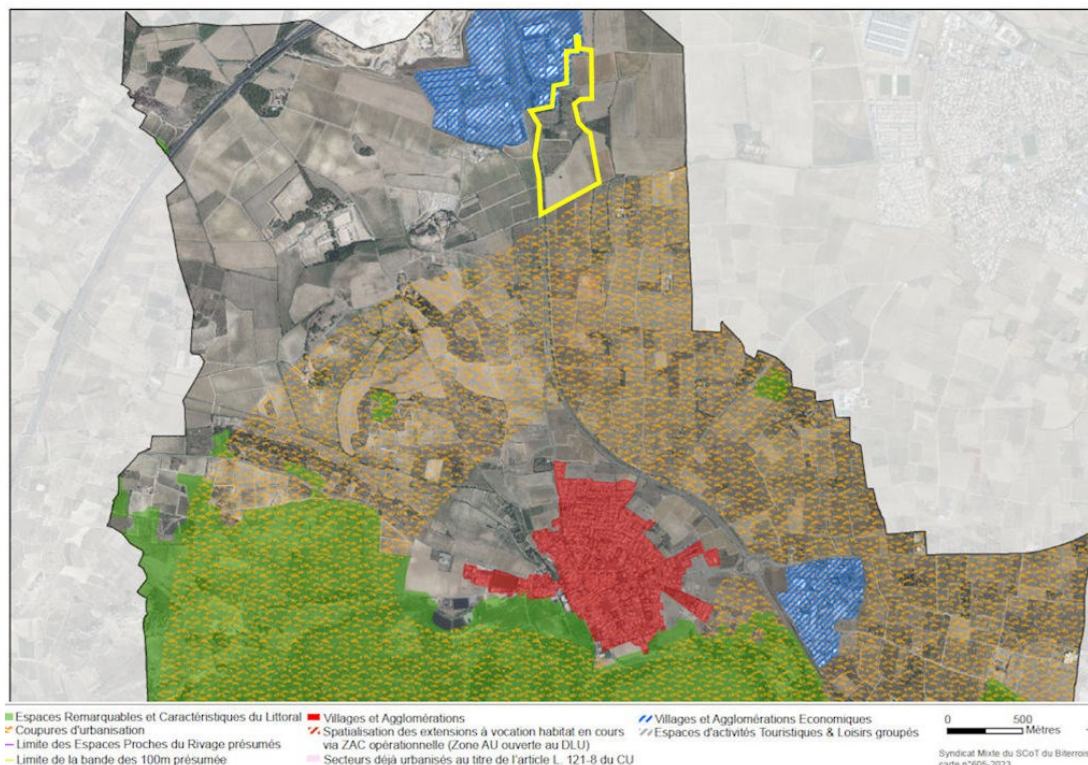 Espaces Remarquables et Caractéristiques du Littoral
Coupures d'urbanisation
Limite des Espaces Proches du Rivage présumés
Limite de la bande des 100m présumée
Villages et Agglomérations
Spatialisation des extensions à vocation habitat en cours
via ZAC opérationnelle (Zone AU ouverte au DLU)
Secteurs déjà urbanisés au titre de l'article L. 121-8 du CU
Villages et Agglomérations Economiques
Espaces d'activités Touristiques & Loisirs groupés
0 500
Mètres
Syndicat Mixte du SCoT du Biterrois
carte n°605-2023